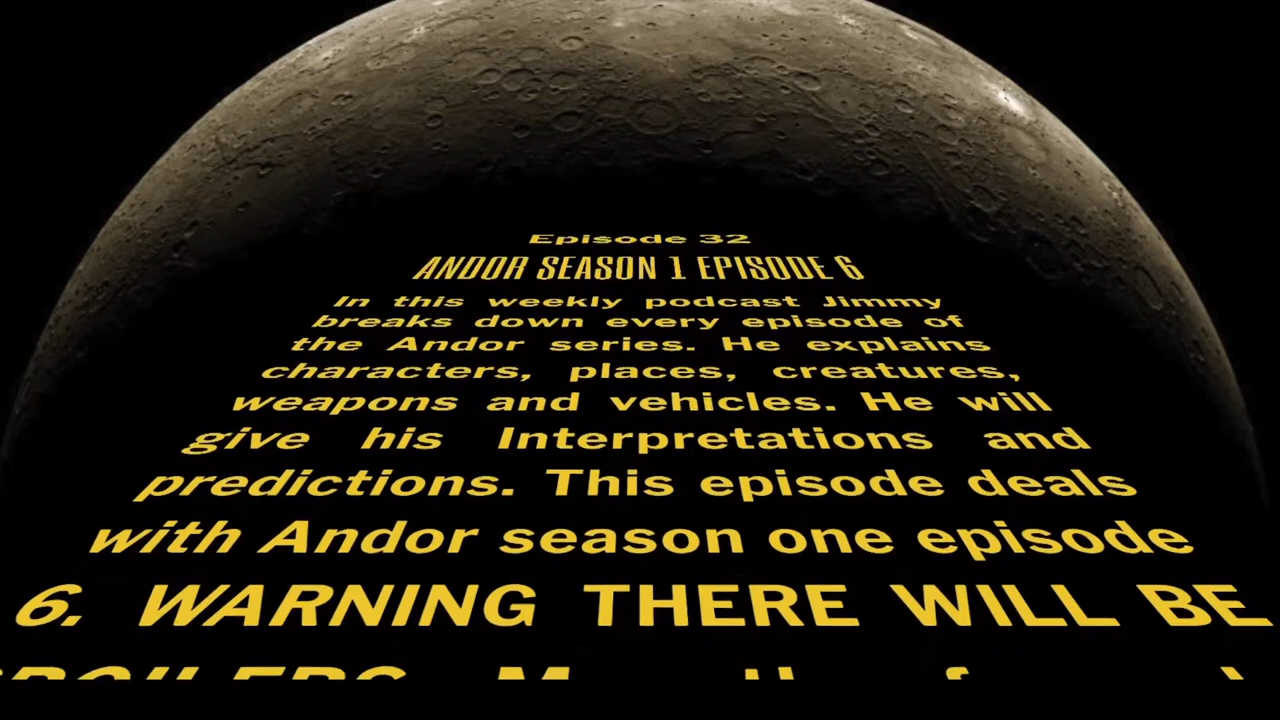 Episode 32
ANDOR SEASON 1 EPISODE 6
In this weekly podcast Jimmy
breaks down every episode of
the Andor series. He explains
characters, places, creatures,
weapons and vehicles. He will
give his Interpretations and
predictions. This episode deals
with Andor season one episode
6. WARNING THERE WILL BE
SPOILERS.